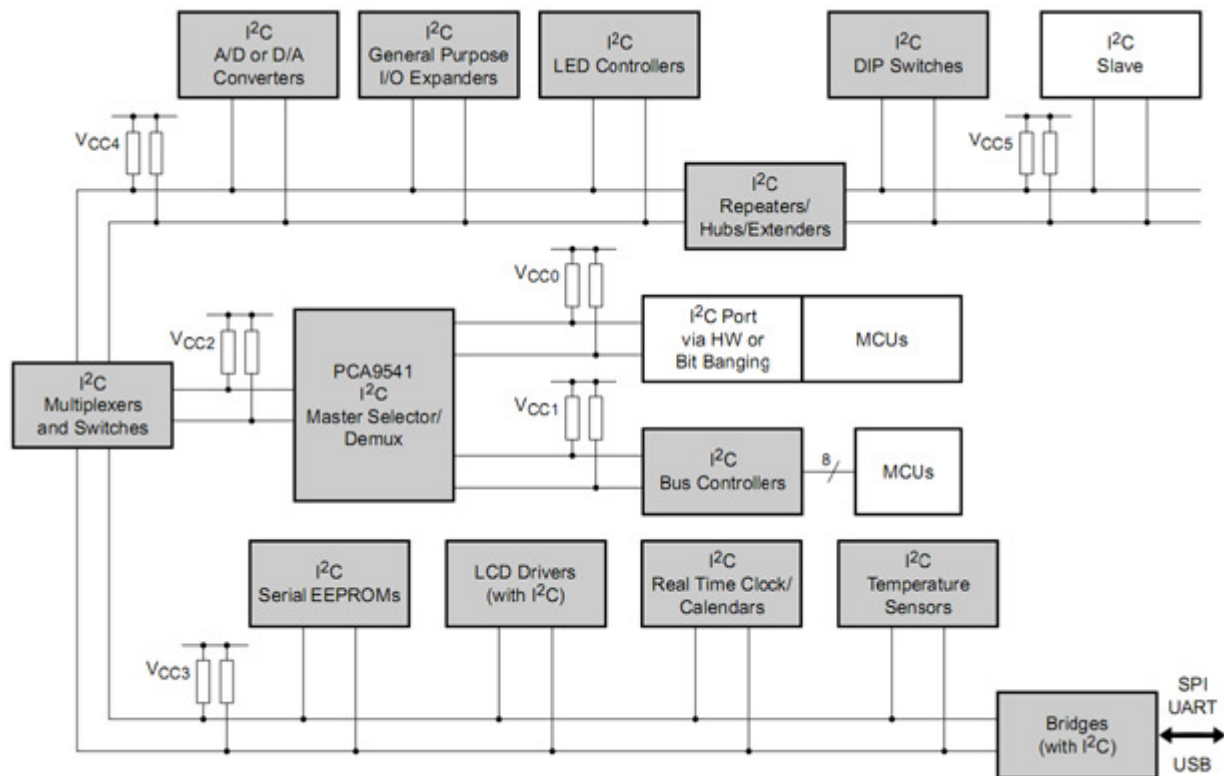 I²C
A/D or D/A
Converters
I²C
General Purpose
I/O Expanders
I²C
LED Controllers
I²C
DIP Switches
I²C
Slave
VCC4
VCC5
I²C
Repeaters/
Hubs/Extenders
VCC0
I²C Port
via HW or
Bit Banging
MCUs
VCC2
I²C
Multiplexers
and Switches
PCA9541
I²C
Master Selector/
Demux
VCC1
I²C
Bus Controllers
8
MCUs
I²C
Serial EEPROMs
LCD Drivers
(with I²C)
I²C
Real Time Clock/
Calendars
I²C
Temperature
Sensors
VCC3
Bridges
(with I²C)
SPI
UART
USB